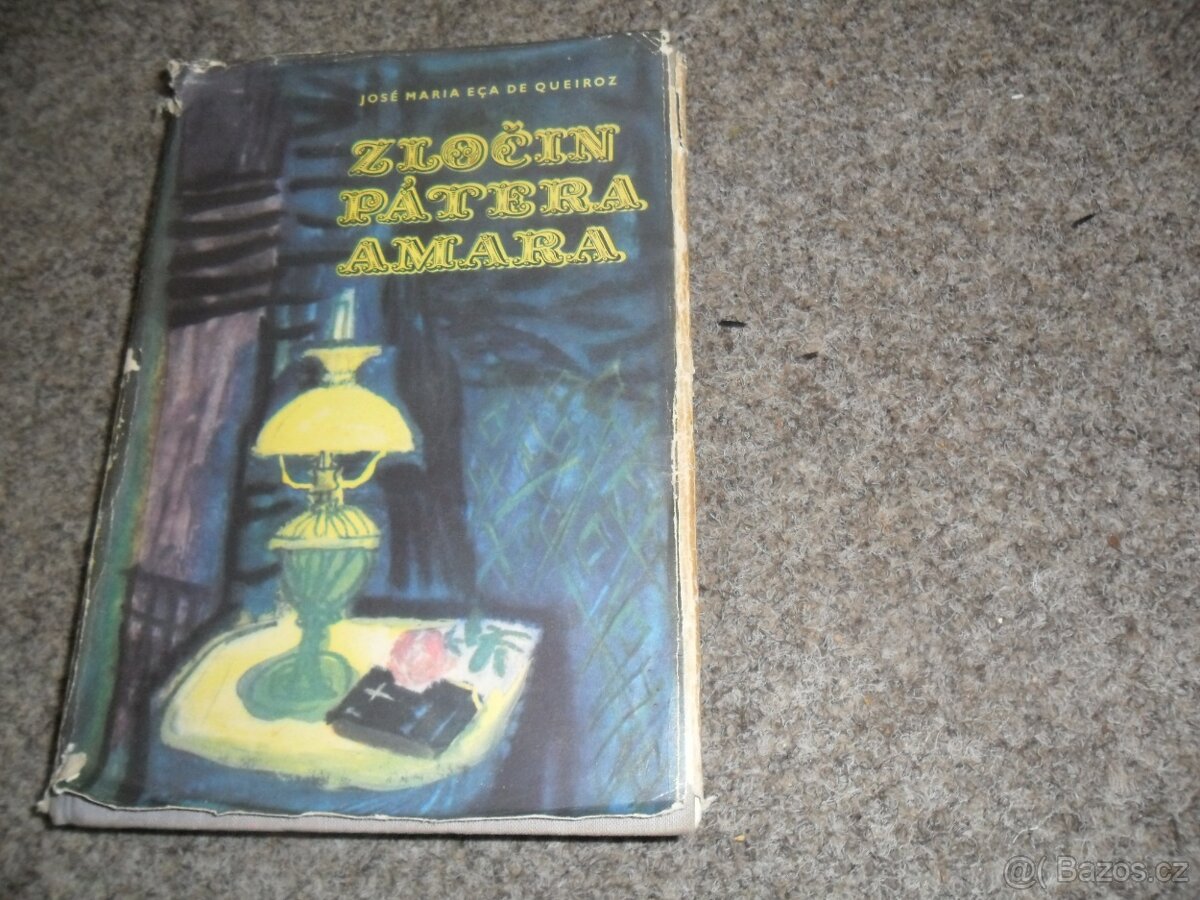 JOSÉ MARIA EÇA DE QUEIROZ
ZLOČIN
PÁTERA
AMARA
@( Bazos.cz